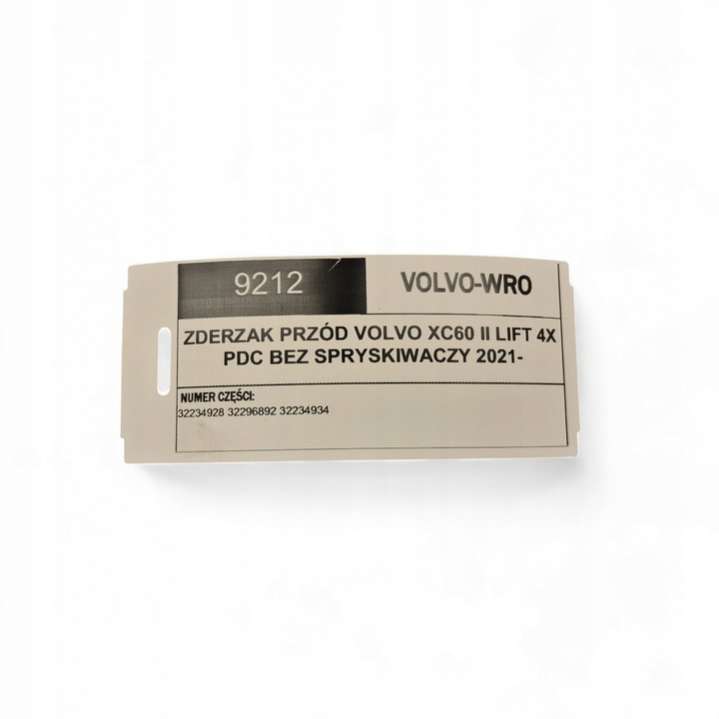 9212 VOLVO-WRO
ZDERZAK PRZÓD VOLVO XC60 II LIFT 4X
PDC BEZ SPRYSKIWACZY 2021-
NUMER CZĘŚCI:
32234928 32296892 32234934